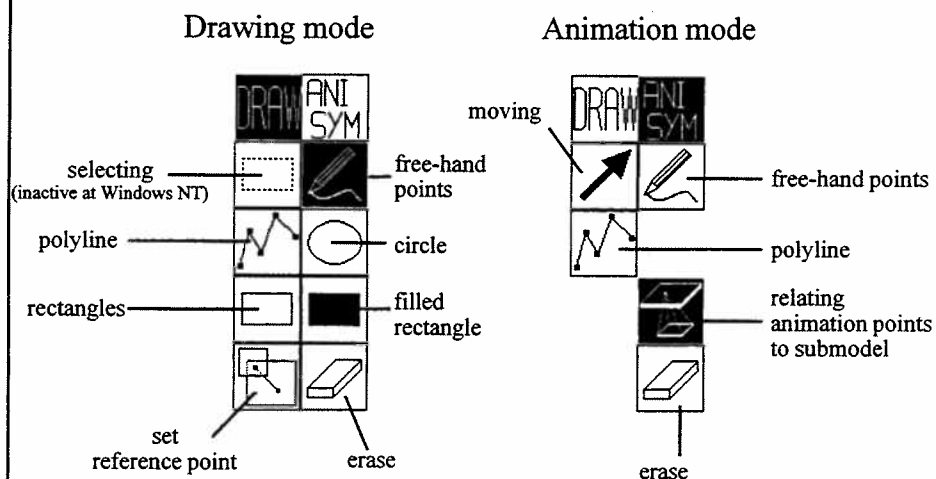 Drawing mode
Animation mode
DRAW
ANI
SYM
selecting
(inactive at Windows NT)
free-hand
points
polyline
circle
rectangles
filled
rectangle
set
reference point
erase
DRAW
ANI
SYM
moving
free-hand points
polyline
relating
animation points
to submodel
erase